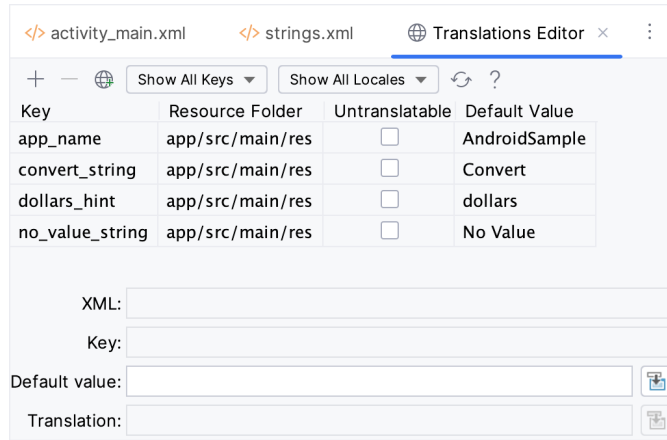 </> activity_main.xml </> strings.xml Translations Editor ×
Show All Keys Show All Locales ?
Key Resource Folder Untranslatable Default Value
app_name app/src/main/res AndroidSample
convert_string app/src/main/res Convert
dollars_hint app/src/main/res dollars
no_value_string app/src/main/res No Value
XML:
Key:
Default value:
Translation: